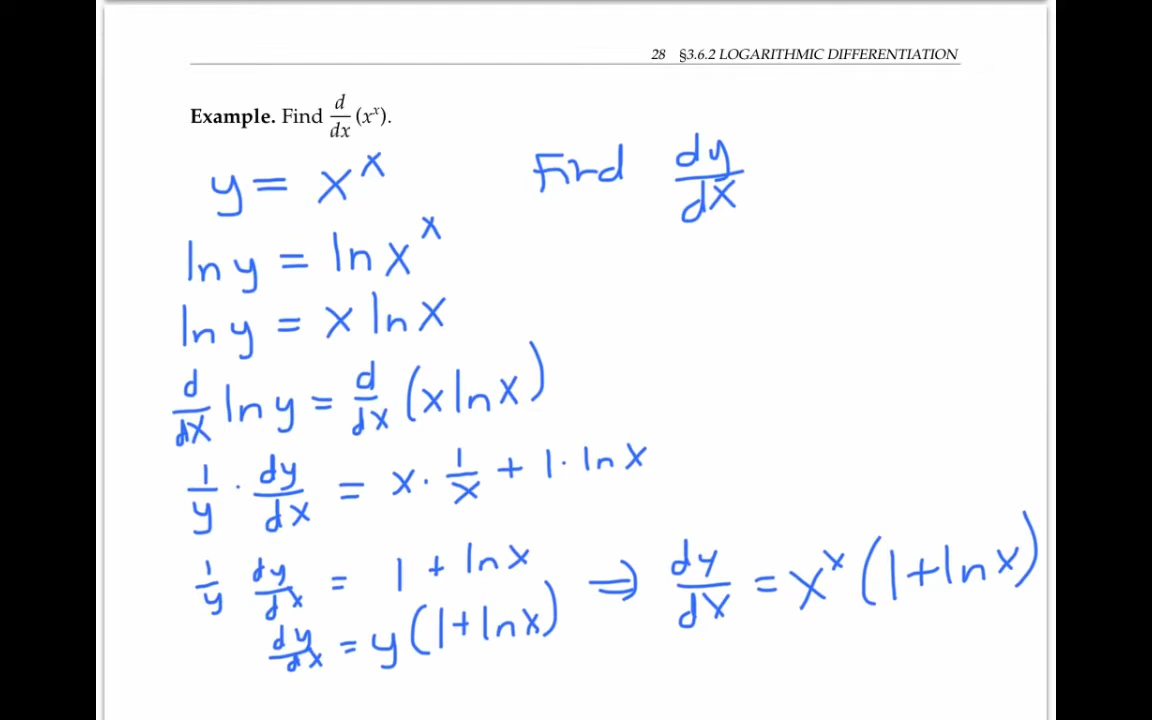 28 §3.6.2 LOGARITHMIC DIFFERENTIATION
Example. Find d/dx (x^x).
y = x^x Find dy/dx
ln y = ln x^x
ln y = x ln x
d/dx ln y = d/dx (x ln x)
1/y · dy/dx = x · 1/x + 1 · ln x
1/y dy/dx = 1 + ln x ⇒ dy/dx = x^x (1 + ln x)
dy/dx = y (1 + ln x)